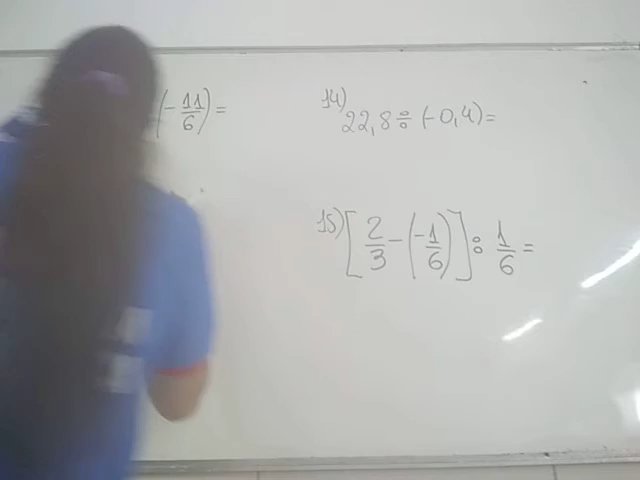 (-11/6)=
14)
22,8÷(-0,4)=
15) [2/3-(-1/6)]÷1/6=